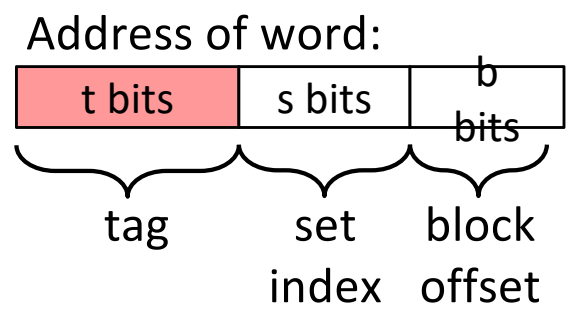 Address of word:
t bits s bits b bits
tag set index block offset